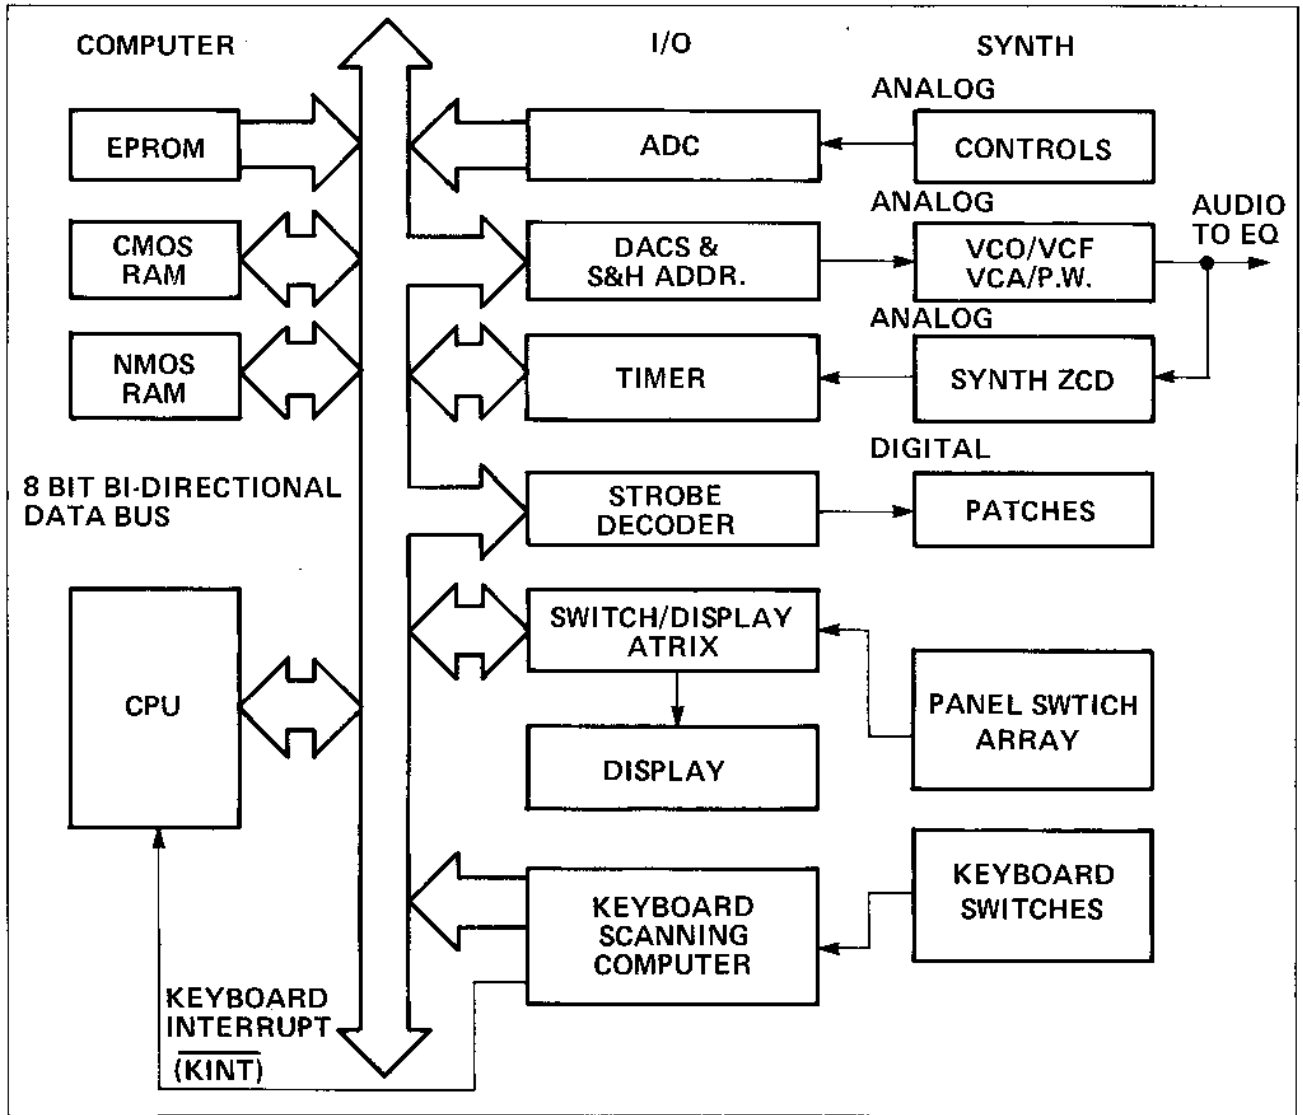 COMPUTER
I/O
SYNTH
ANALOG
EPROM
ADC
CONTROLS
ANALOG
AUDIO
TO EQ
CMOS
RAM
DACS &
S&H ADDR.
VCO/VCF
VCA/P.W.
ANALOG
NMOS
RAM
TIMER
SYNTH ZCD
DIGITAL
8 BIT BI-DIRECTIONAL
DATA BUS
STROBE
DECODER
PATCHES
SWITCH/DISPLAY
ATRIX
CPU
PANEL SWTICH
ARRAY
DISPLAY
KEYBOARD
SCANNING
COMPUTER
KEYBOARD
SWITCHES
KEYBOARD
INTERRUPT
(KINT)